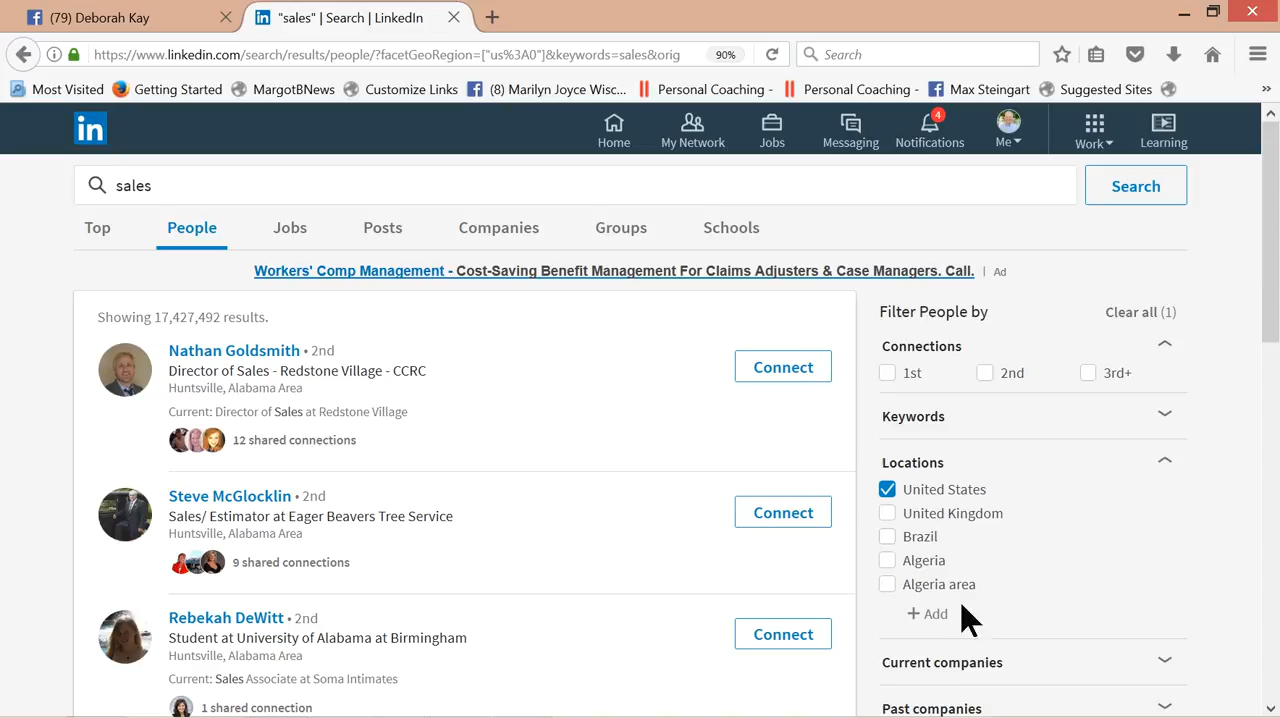 (79) Deborah Kay
"sales" | Search | LinkedIn
https://www.linkedin.com/search/results/people/?facetGeoRegion=["us%3A0"]&keywords=sales&orig
90%
Search
Most Visited
Getting Started
MargotBNews
Customize Links
(8) Marilyn Joyce Wisc...
Personal Coaching -
Personal Coaching -
Max Steingart
Suggested Sites
in
Home
My Network
Jobs
Messaging
4
Notifications
Me
Work
Learning
sales
Search
Top
People
Jobs
Posts
Companies
Groups
Schools
Workers' Comp Management - Cost-Saving Benefit Management For Claims Adjusters & Case Managers. Call. | Ad
Showing 17,427,492 results.
Nathan Goldsmith • 2nd
Director of Sales - Redstone Village - CCRC
Huntsville, Alabama Area
Current: Director of Sales at Redstone Village
12 shared connections
Connect
Steve McGlocklin • 2nd
Sales/ Estimator at Eager Beavers Tree Service
Huntsville, Alabama Area
9 shared connections
Connect
Rebekah DeWitt • 2nd
Student at University of Alabama at Birmingham
Huntsville, Alabama Area
Current: Sales Associate at Soma Intimates
1 shared connection
Connect
Filter People by
Clear all (1)
Connections
1st
2nd
3rd+
Keywords
Locations
United States
United Kingdom
Brazil
Algeria
Algeria area
+ Add
Current companies
Past companies